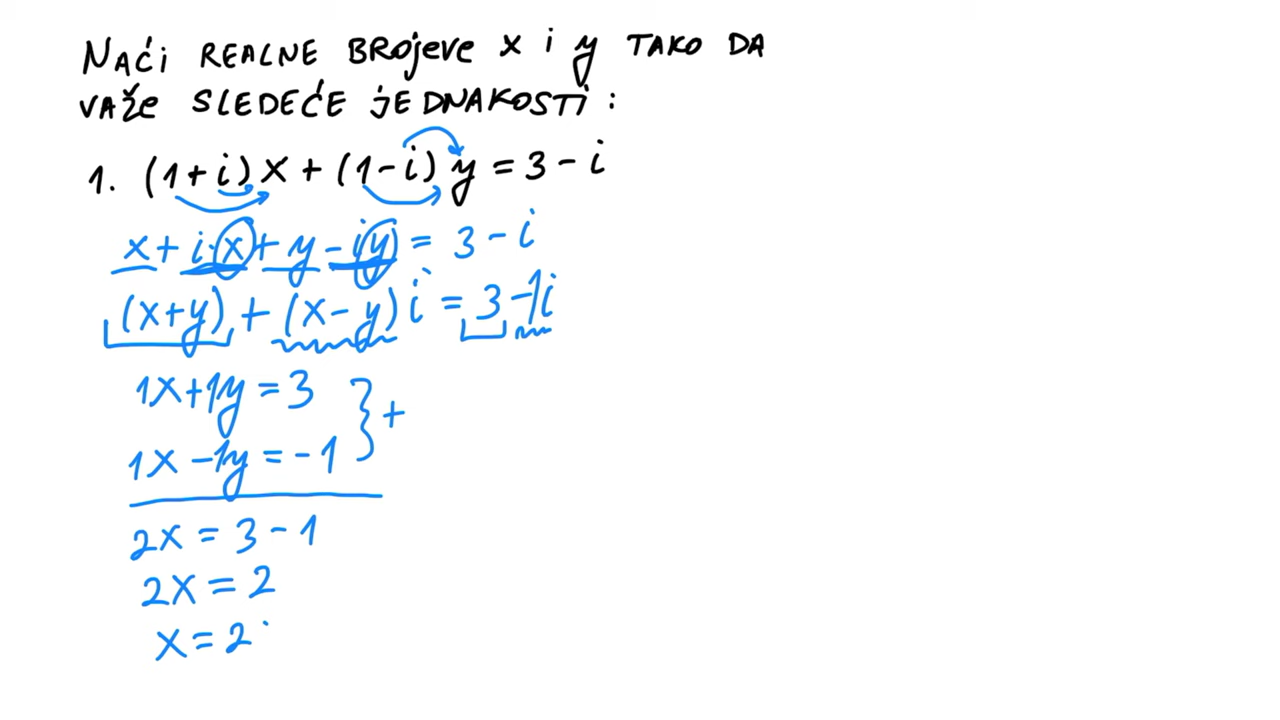 NAĆI REALNE BROJEVE X i y TAKO DA
VAŽE SLEDEĆE JEDNAKOSTI :
1. (1+i)x + (1-i)y = 3 - i
x + i·x + y - iy = 3 - i
(x+y) + (x-y)i = 3 - 1i
1x+1y = 3
1x - 1y = -1 } +
2x = 3 - 1
2x = 2
x = 2